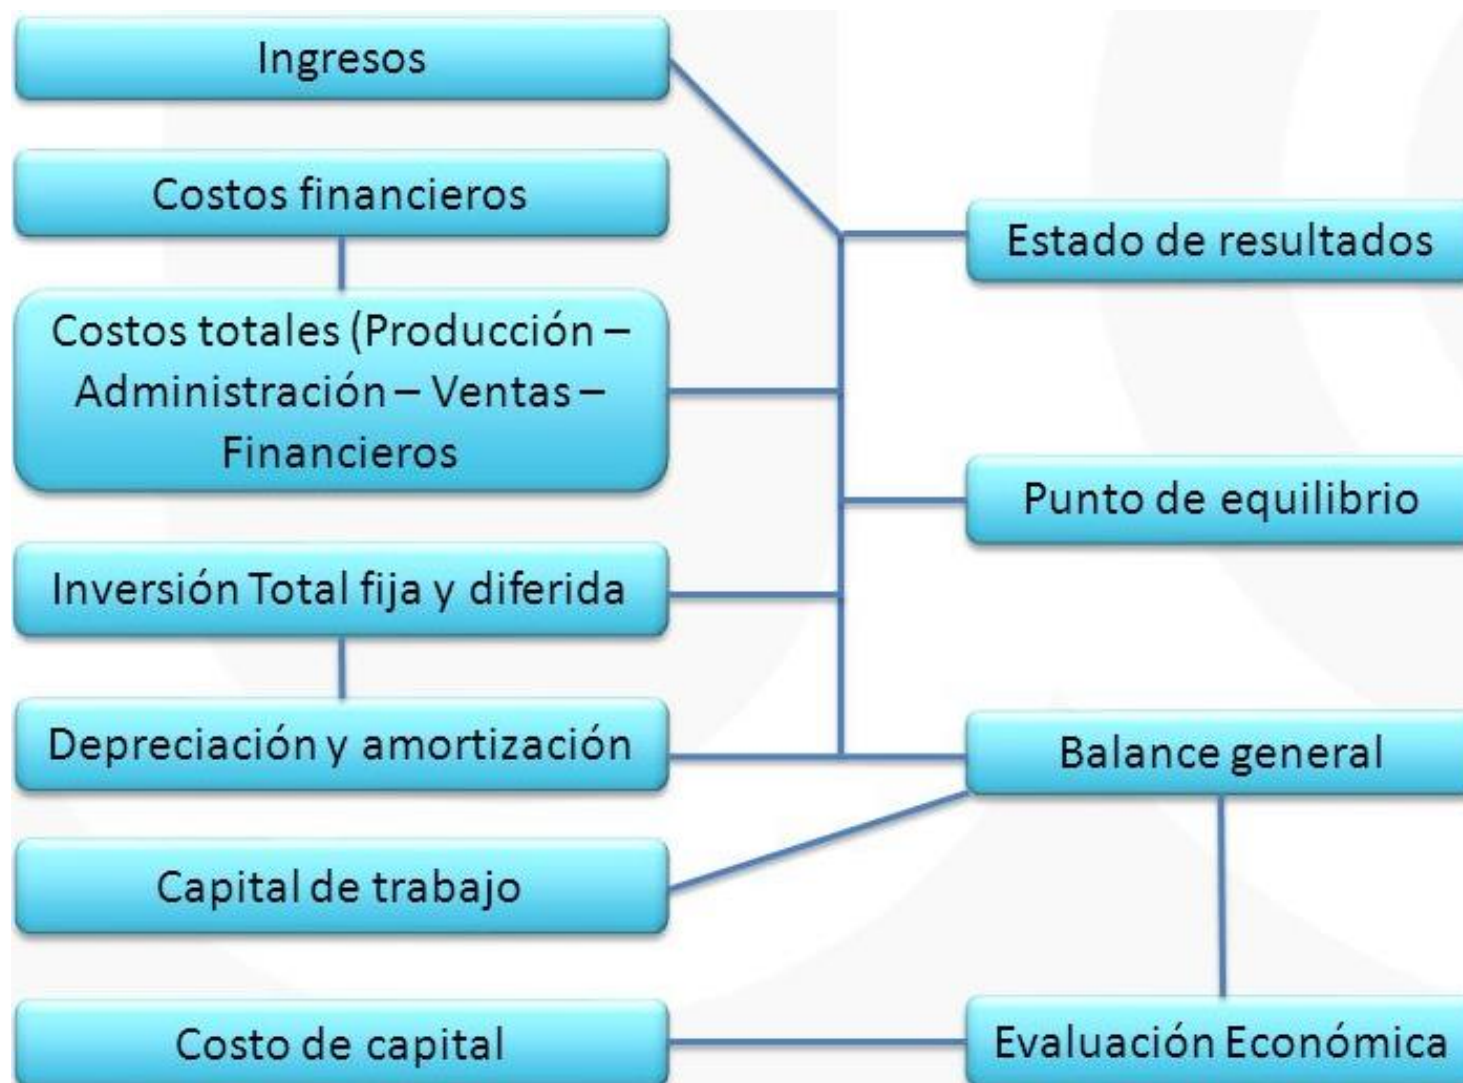 Ingresos
Costos financieros
Costos totales (Producción –
Administración – Ventas –
Financieros
Inversión Total fija y diferida
Depreciación y amortización
Capital de trabajo
Costo de capital
Estado de resultados
Punto de equilibrio
Balance general
Evaluación Económica